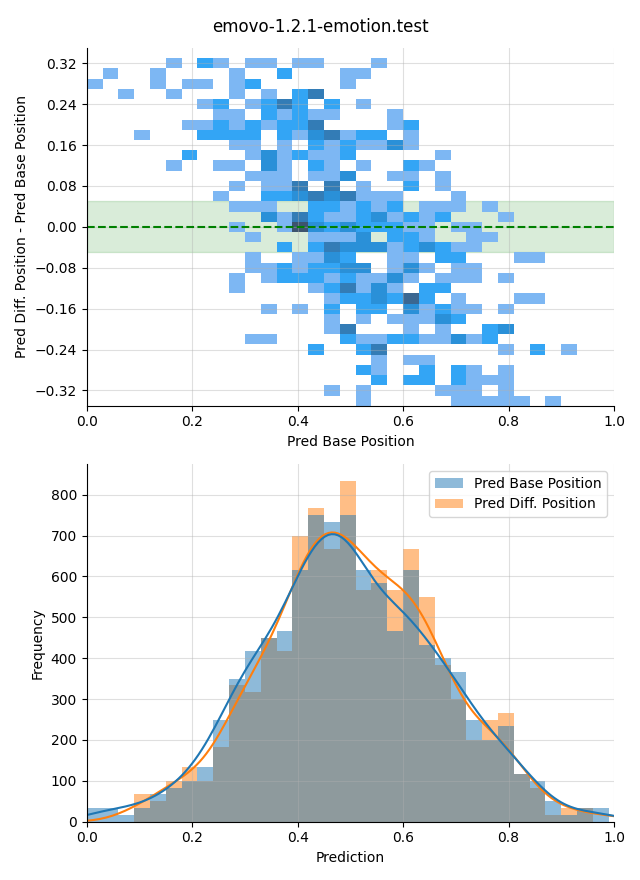 emovo-1.2.1-emotion.test
Pred Diff. Position - Pred Base Position
0.32
0.24
0.16
0.08
0.00
−0.08
−0.16
−0.24
−0.32
0.0 0.2 0.4 0.6 0.8 1.0
Pred Base Position
Pred Base Position
Pred Diff. Position
Frequency
800
700
600
500
400
300
200
100
0
0.0 0.2 0.4 0.6 0.8 1.0
Prediction